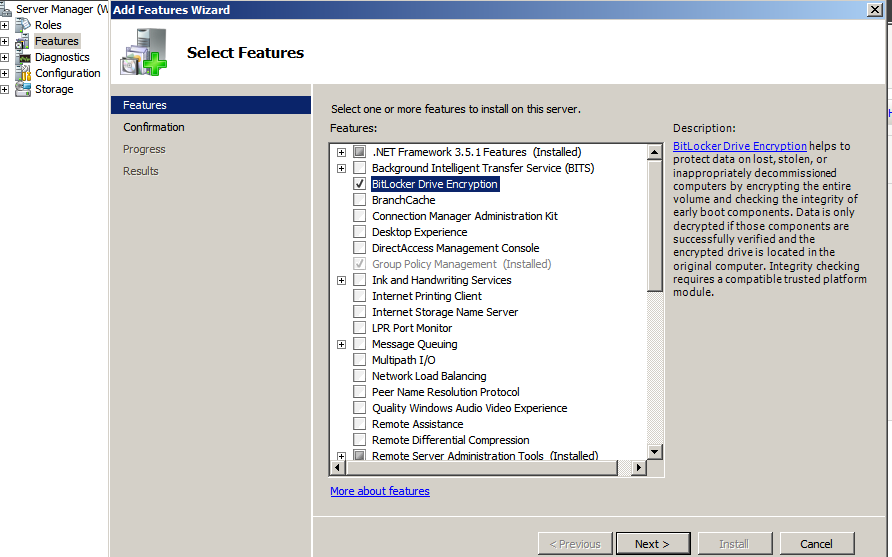 Server Manager (W
Roles
Features
Diagnostics
Configuration
Storage
Add Features Wizard
Select Features
Features
Confirmation
Progress
Results
Select one or more features to install on this server.
Features:
.NET Framework 3.5.1 Features (Installed)
Background Intelligent Transfer Service (BITS)
BitLocker Drive Encryption
BranchCache
Connection Manager Administration Kit
Desktop Experience
DirectAccess Management Console
Group Policy Management (Installed)
Ink and Handwriting Services
Internet Printing Client
Internet Storage Name Server
LPR Port Monitor
Message Queuing
Multipath I/O
Network Load Balancing
Peer Name Resolution Protocol
Quality Windows Audio Video Experience
Remote Assistance
Remote Differential Compression
Remote Server Administration Tools (Installed)
More about features
Description:
BitLocker Drive Encryption helps to
protect data on lost, stolen, or
inappropriately decommissioned
computers by encrypting the entire
volume and checking the integrity of
early boot components. Data is only
decrypted if those components are
successfully verified and the
encrypted drive is located in the
original computer. Integrity checking
requires a compatible trusted platform
module.
< Previous
Next >
Install
Cancel